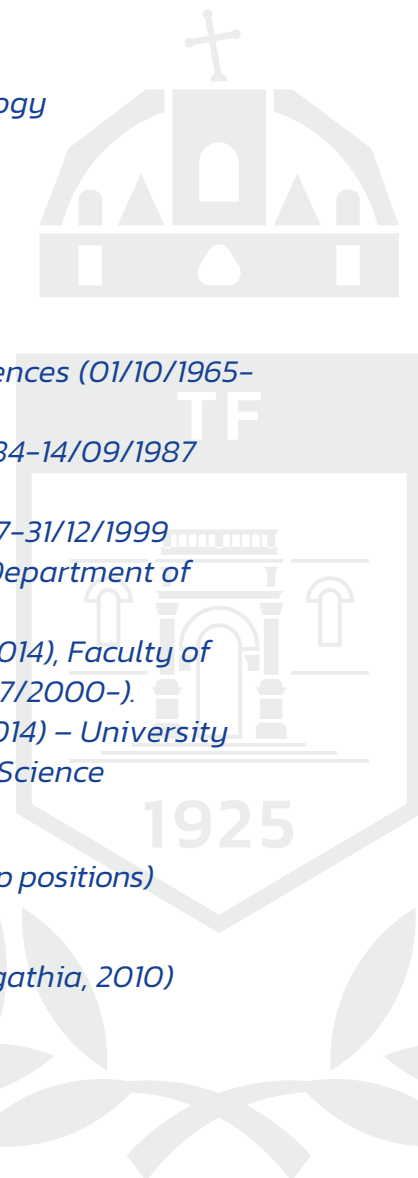 ogy
ences (01/10/1965-
TF
84-14/09/1987
7-31/12/1999
Department of
014), Faculty of
7/2000-).
014) – University
Science
1925
p positions)
gathia, 2010)